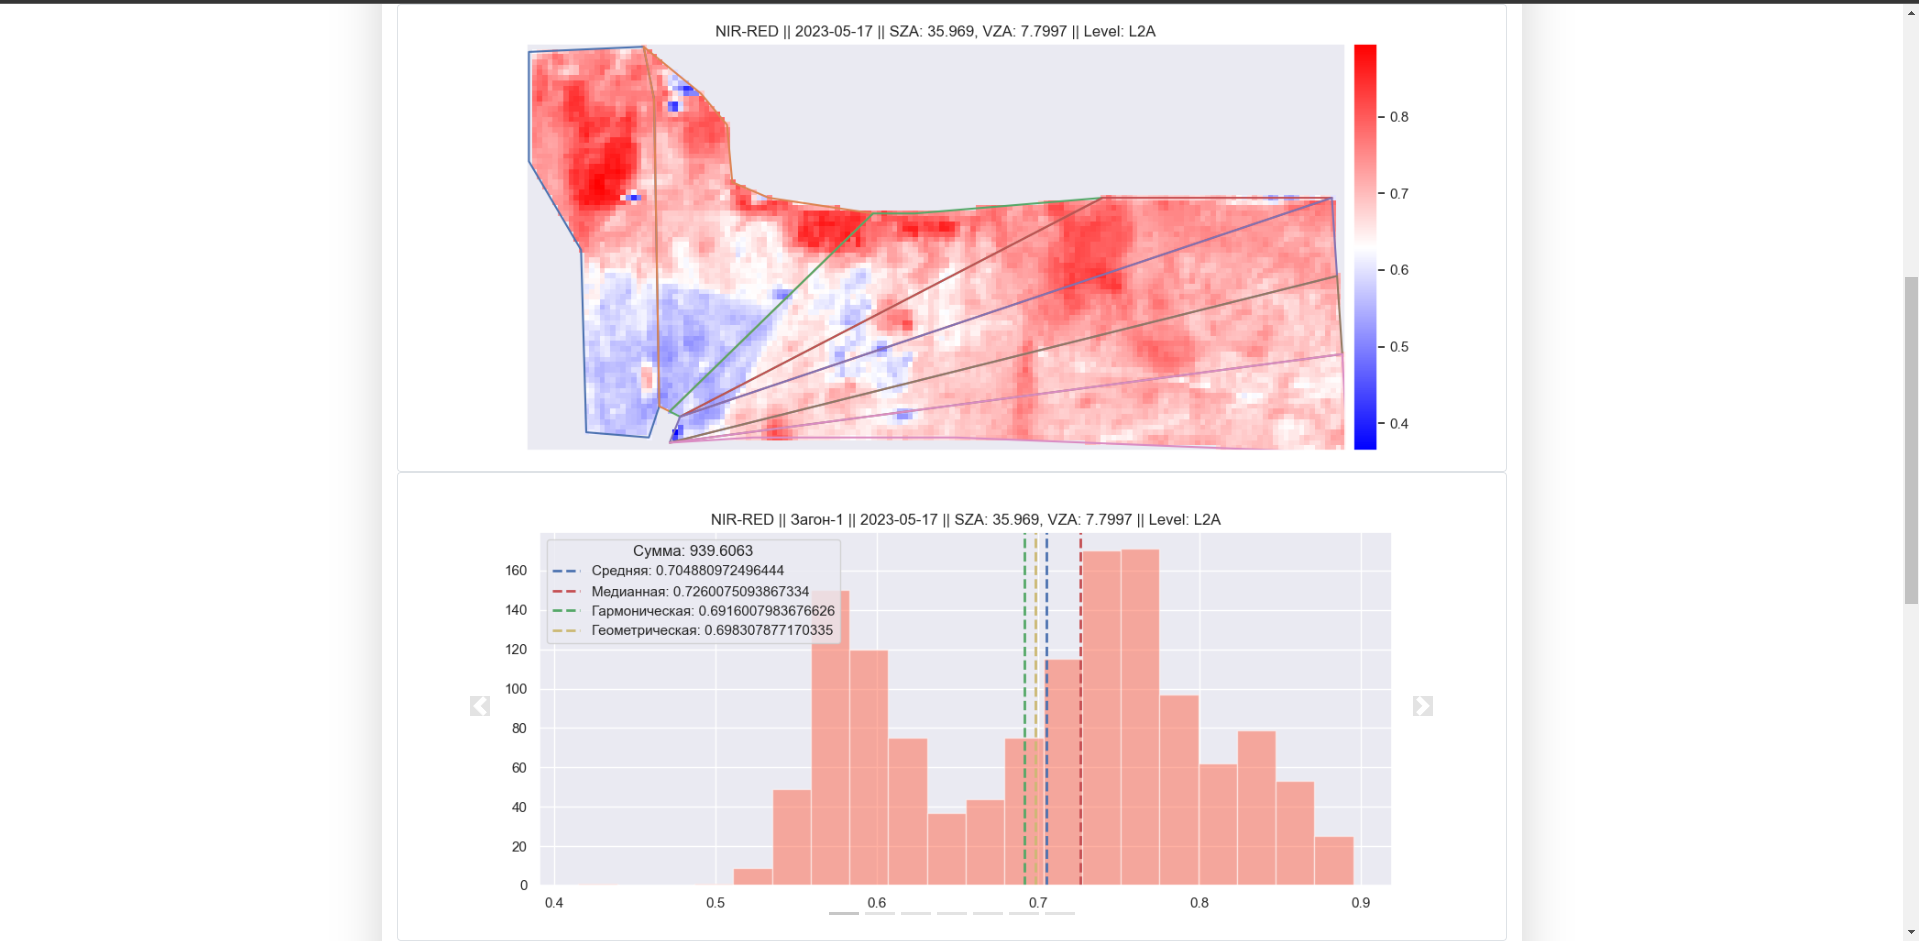 NIR-RED || 2023-05-17 || SZA: 35.969, VZA: 7.7997 || Level: L2A
0.8
0.7
0.6
0.5
0.4
NIR-RED || Загон-1 || 2023-05-17 || SZA: 35.969, VZA: 7.7997 || Level: L2A
Сумма: 939.6063
Средняя: 0.704880972496444
Медианная: 0.7260075093867334
Гармоническая: 0.6916007983676626
Геометрическая: 0.698307877170335
160
140
120
100
80
60
40
20
0
0.4 0.5 0.6 0.7 0.8 0.9